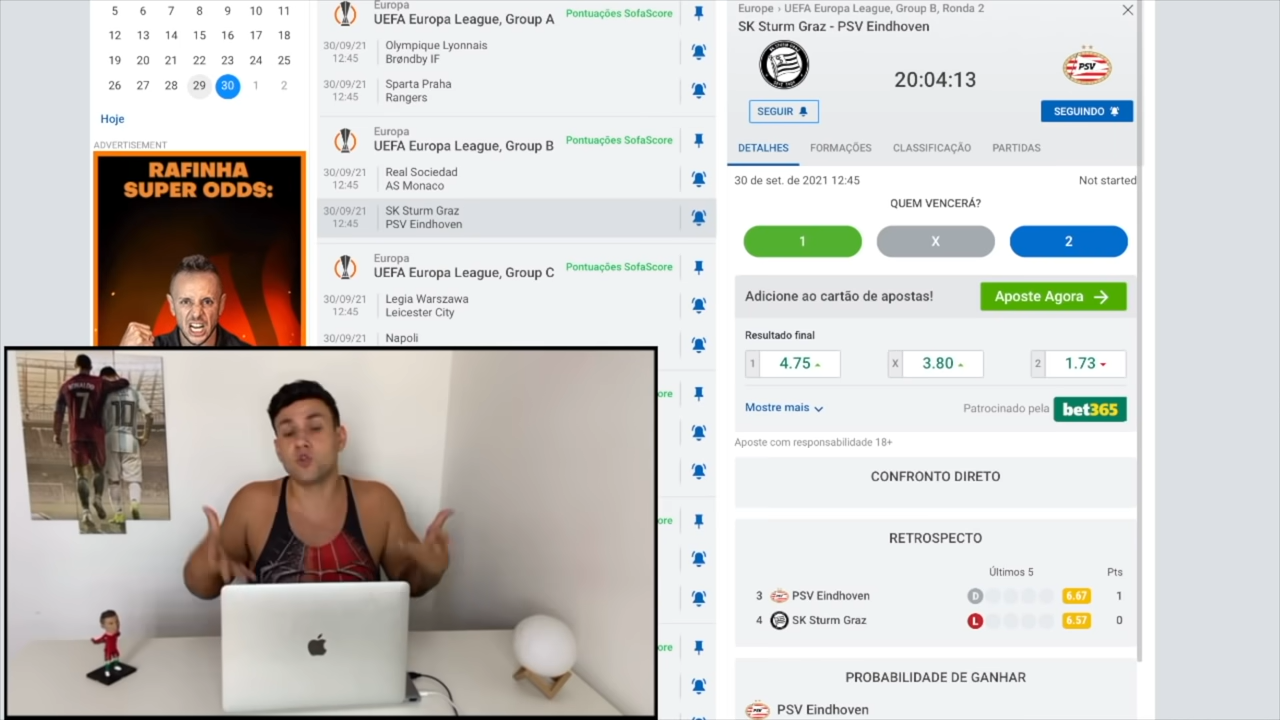 5 6 7 8 9 10 11
12 13 14 15 16 17 18
19 20 21 22 23 24 25
26 27 28 29 30 1 2
Hoje
ADVERTISEMENT
RAFINHA
SUPER ODDS:
UEFA Europa League, Group A
Pontuações SofaScore
30/09/21 Olympique Lyonnais
12:45 Brøndby IF
30/09/21 Sparta Praha
12:45 Rangers
Europa
UEFA Europa League, Group B
Pontuações SofaScore
30/09/21 Real Sociedad
12:45 AS Monaco
30/09/21 SK Sturm Graz
12:45 PSV Eindhoven
Europa
UEFA Europa League, Group C
Pontuações SofaScore
30/09/21 Legia Warszawa
12:45 Leicester City
30/09/21 Napoli
ore
ore
ore
RONALDO
7
10
Europe › UEFA Europa League, Group B, Ronda 2
SK Sturm Graz - PSV Eindhoven
PSV
20:04:13
SEGUIR
SEGUINDO
DETALHES FORMAÇÕES CLASSIFICAÇÃO PARTIDAS
30 de set. de 2021 12:45 Not started
QUEM VENCERÁ?
1 X 2
Adicione ao cartão de apostas! Aposte Agora
Resultado final
1 4.75 X 3.80 2 1.73
Mostre mais
Patrocinado pela bet365
Aposte com responsabilidade 18+
CONFRONTO DIRETO
RETROSPECTO
Últimos 5 Pts
3 PSV Eindhoven D 6.67 1
4 SK Sturm Graz L 6.57 0
PROBABILIDADE DE GANHAR
PSV Eindhoven